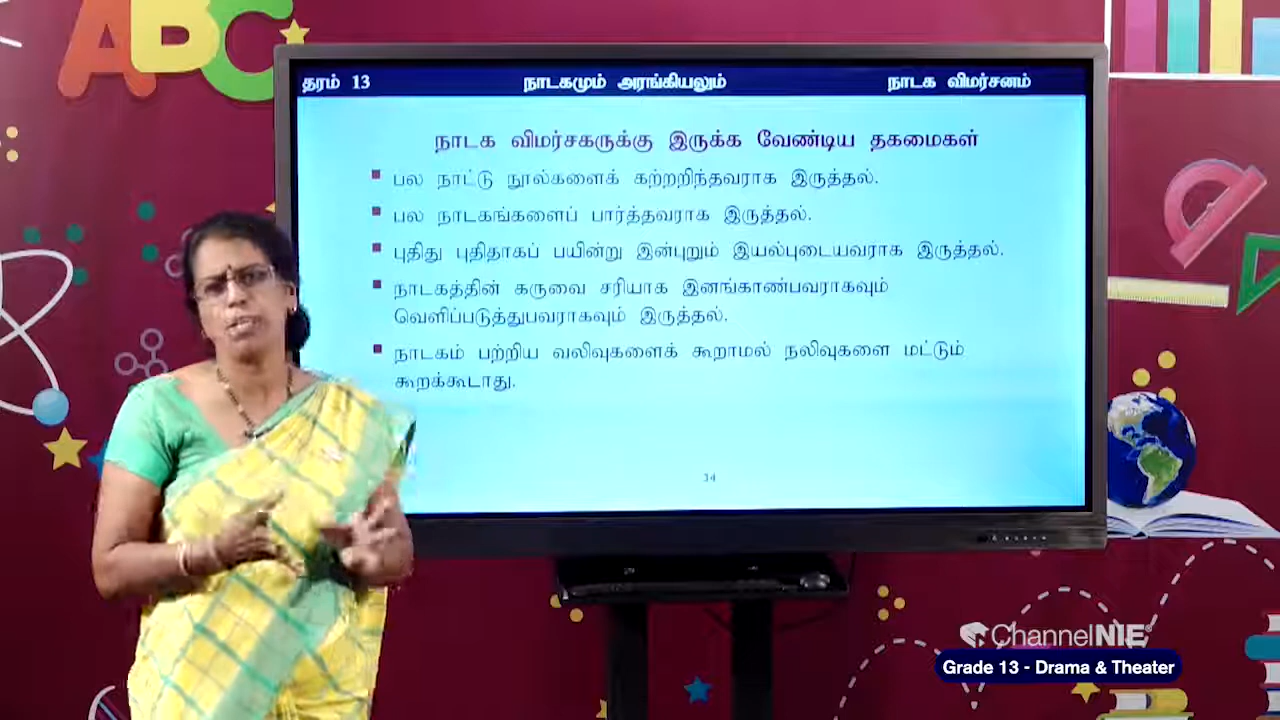 ABC
தரம் 13 நாடகமும் அரங்கியலும் நாடக விமர்சனம்
நாடக விமர்சகருக்கு இருக்க வேண்டிய தகமைகள்
பல நாட்டு நூல்களைக் கற்றறிந்தவராக இருத்தல்.
பல நாடகங்களைப் பார்த்தவராக இருத்தல்.
புதிது புதிதாகப் பயின்று இன்புறும் இயல்புடையவராக இருத்தல்.
நாடகத்தின் கருவை சரியாக இனங்காண்பவராகவும்
வெளிப்படுத்துபவராகவும் இருத்தல்.
நாடகம் பற்றிய வலிவுகளைக் கூறாமல் நலிவுகளை மட்டும்
கூறக்கூடாது.
34
ChannelNIE
Grade 13 - Drama & Theater